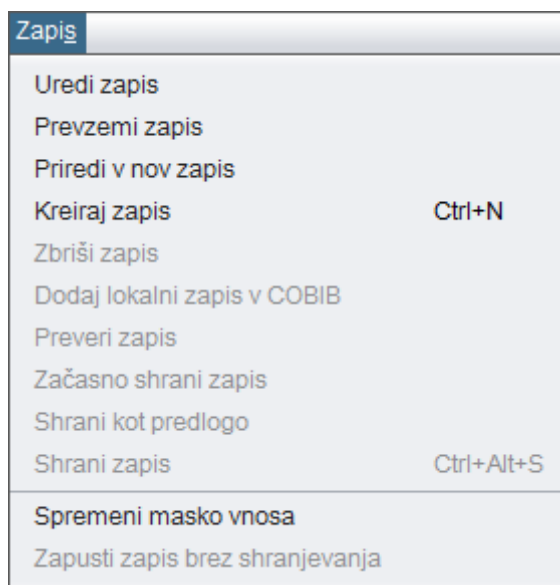 Zapis
Uredi zapis
Prevzemi zapis
Priredi v nov zapis
Kreiraj zapis Ctrl+N
Zbriši zapis
Dodaj lokalni zapis v COBIB
Preveri zapis
Začasno shrani zapis
Shrani kot predlogo
Shrani zapis Ctrl+Alt+S
Spremeni masko vnosa
Zapusti zapis brez shranjevanja